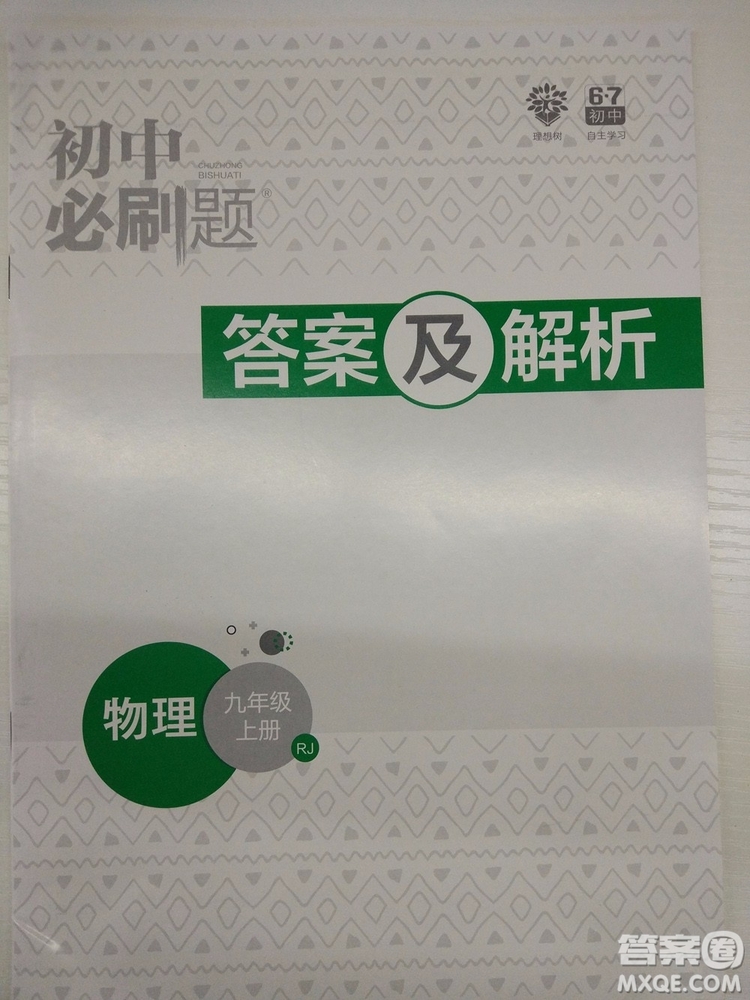 初中
必刷题®
CHUZHONG
BISHUATI
理想树
6·7
初中
自主学习
答案及解析
物理
九年级
上册
RJ
答案圈
MXQE.COM